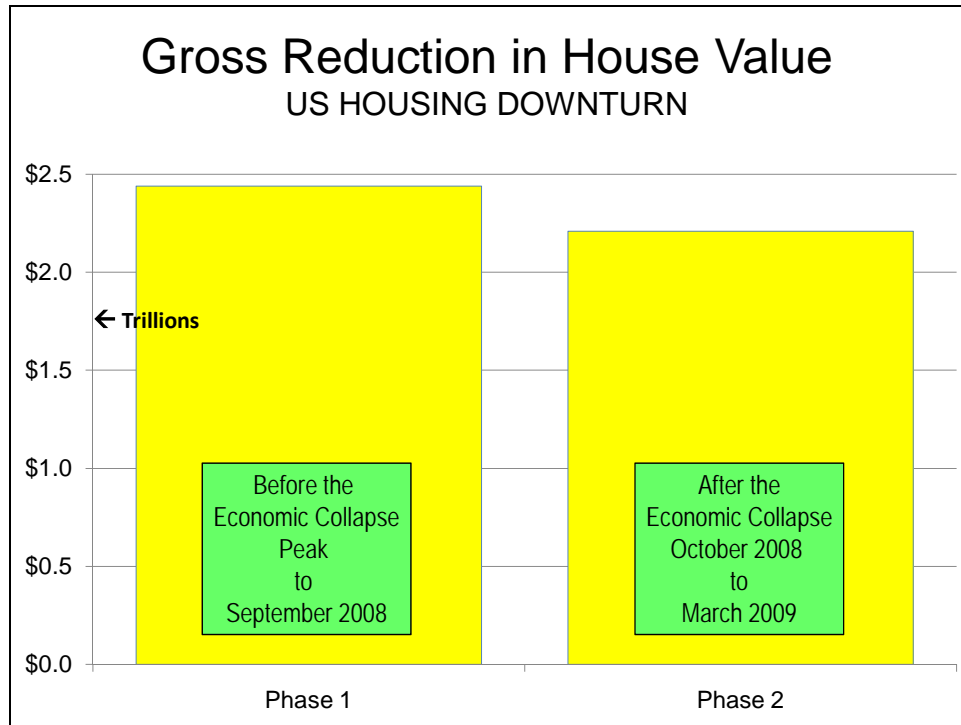 Gross Reduction in House Value
US HOUSING DOWNTURN
$2.5
$2.0
← Trillions
$1.5
$1.0
$0.5
$0.0
Before the
Economic Collapse
Peak
to
September 2008
After the
Economic Collapse
October 2008
to
March 2009
Phase 1
Phase 2